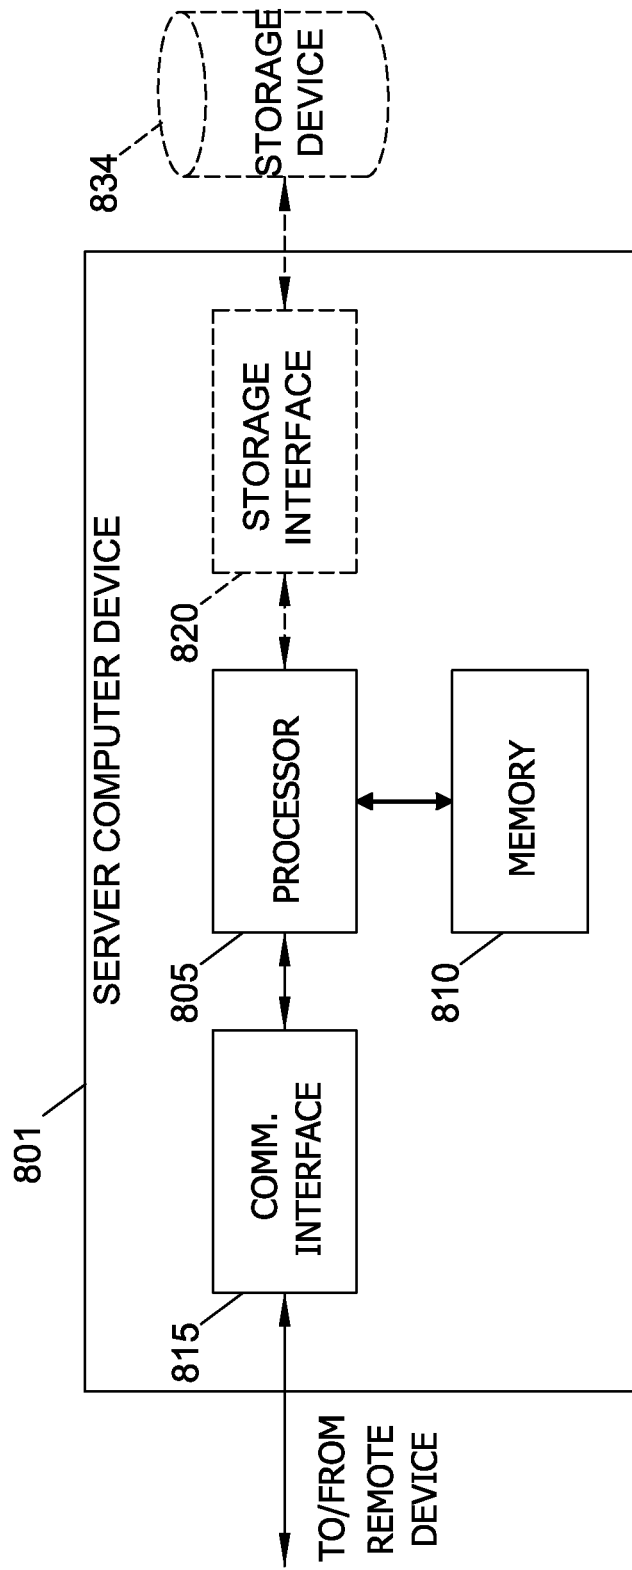 801
SERVER COMPUTER DEVICE
834
815
805
820
COMM.
INTERFACE
PROCESSOR
STORAGE
INTERFACE
STORAGE
DEVICE
TO/FROM
REMOTE
DEVICE
810
MEMORY